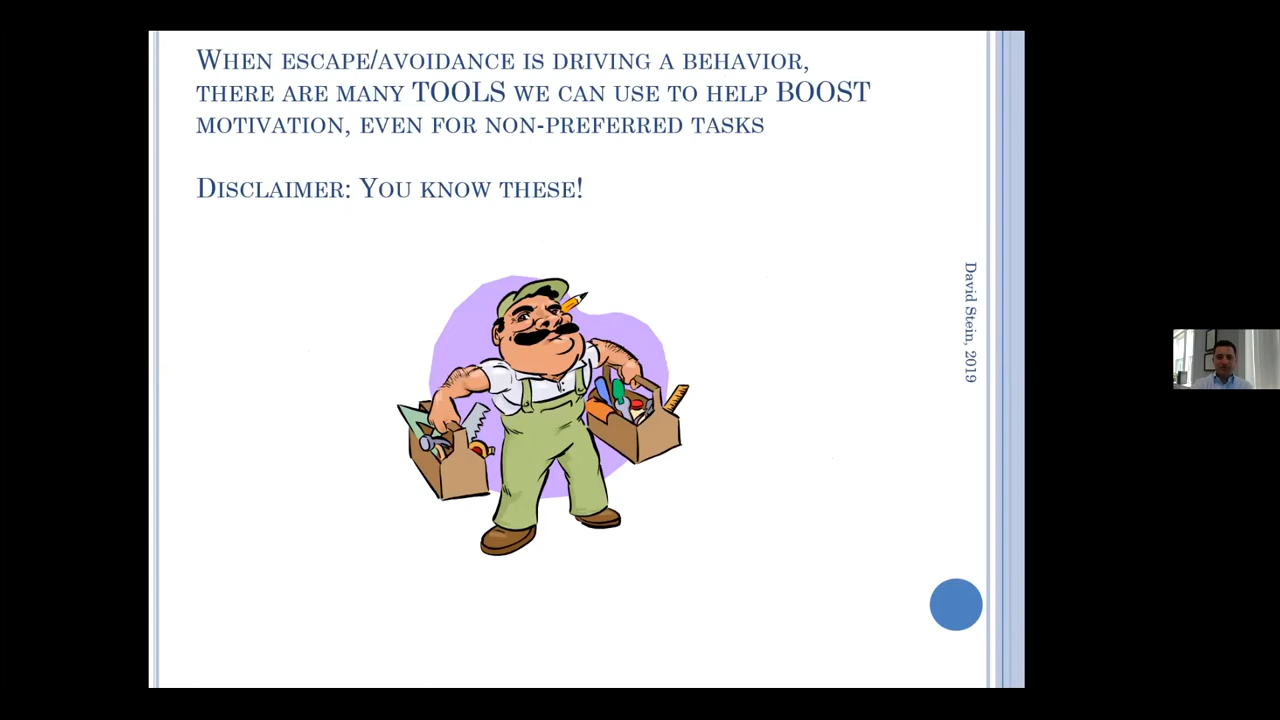 When escape/avoidance is driving a behavior,
there are many TOOLS we can use to help BOOST
motivation, even for non-preferred tasks
Disclaimer: You know these!
David Stein, 2019